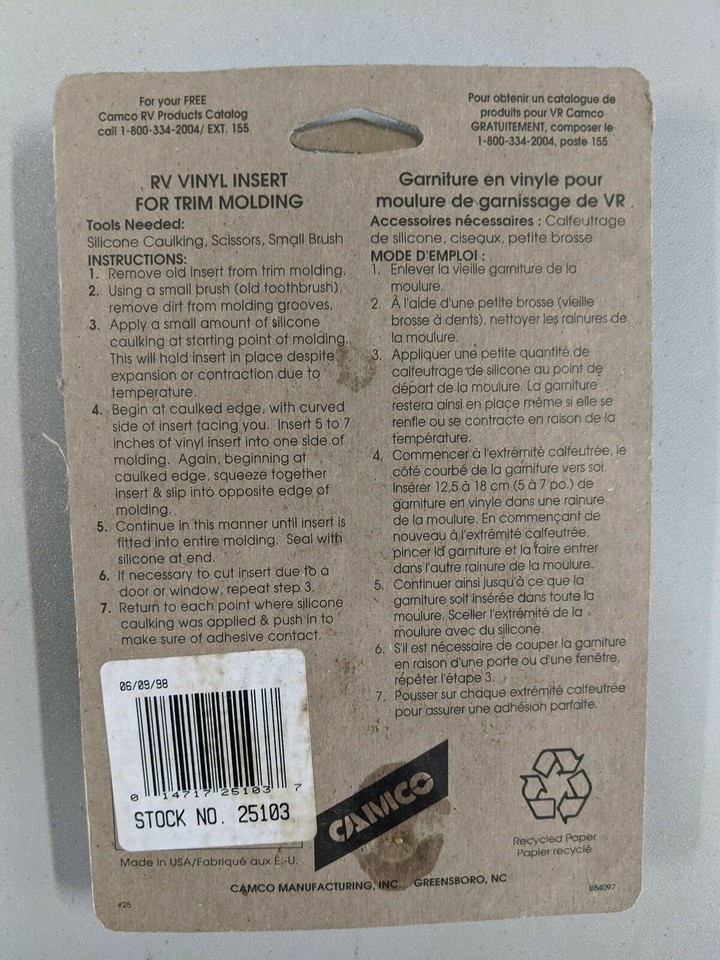 For your FREE
Camco RV Products Catalog
call 1-800-334-2004/ EXT. 155
Pour obtenir un catalogue de
produits pour VR Camco
GRATUITEMENT, composer le
1-800-334-2004, poste 155
RV VINYL INSERT
FOR TRIM MOLDING
Tools Needed:
Silicone Caulking, Scissors, Small Brush
INSTRUCTIONS:
1. Remove old insert from trim molding.
2. Using a small brush (old toothbrush),
remove dirt from molding grooves.
3. Apply a small amount of silicone
caulking at starting point of molding.
This will hold insert in place despite
expansion or contraction due to
temperature.
4. Begin at caulked edge, with curved
side of insert facing you. Insert 5 to 7
inches of vinyl insert into one side of
molding. Again, beginning at
caulked edge, squeeze together
insert & slip into opposite edge of
molding.
5. Continue in this manner until insert is
fitted into entire molding. Seal with
silicone at end.
6. If necessary to cut insert due to a
door or window, repeat step 3.
7. Return to each point where silicone
caulking was applied & push in to
make sure of adhesive contact.
Garniture en vinyle pour
moulure de garnissage de VR
Accessoires nécessaires : Calfeutrage
de silicone, ciseaux, petite brosse
MODE D'EMPLOI :
1. Enlever la vieille garniture de la
moulure.
2. À l'aide d'une petite brosse (vieille
brosse à dents), nettoyer les rainures de
la moulure.
3. Appliquer une petite quantité de
calfeutrage de silicone au point de
départ de la moulure. La garniture
restera ainsi en place même si elle se
renfle ou se contracte en raison de la
température.
4. Commencer à l'extrémité calfeutrée, le
côté courbé de la garniture vers soi.
Insérer 12,5 à 18 cm (5 à 7 po.) de
garniture en vinyle dans une rainure
de la moulure. En commençant de
nouveau à l'extrémité calfeutrée,
pincer la garniture et la faire entrer
dans l'autre rainure de la moulure.
5. Continuer ainsi jusqu'à ce que la
garniture soit insérée dans toute la
moulure. Sceller l'extrémité de la
moulure avec du silicone.
6. S'il est nécessaire de couper la garniture
en raison d'une porte ou d'une fenêtre,
répéter l'étape 3.
7. Pousser sur chaque extrémité calfeutrée
pour assurer une adhésion parfaite.
06/09/98
0 14717 25103 7
STOCK NO. 25103
CAMCO
Recycled Paper
Papier recyclé
Made in USA/Fabriqué aux É.-U.
CAMCO MANUFACTURING, INC. GREENSBORO, NC
#25
#84097